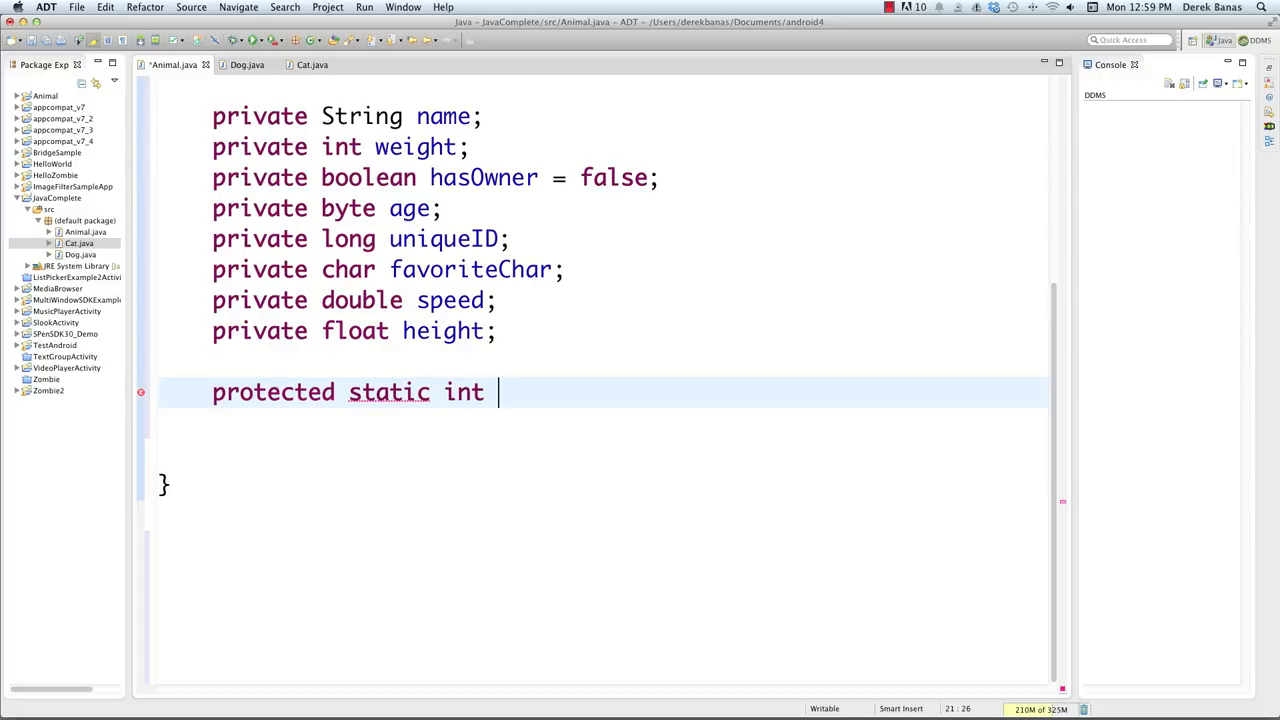 ADT File Edit Refactor Source Navigate Search Project Run Window Help 10 Mon 12:59 PM Derek Banas
Java - JavaComplete/src/Animal.java - ADT - /Users/derekbanas/Documents/android4
Quick Access Java DDMS
Package Exp
*Animal.java Dog.java Cat.java
Console
DDMS
Animal
appcompat_v7
appcompat_v7_2
appcompat_v7_3
appcompat_v7_4
BridgeSample
HelloWorld
HelloZombie
ImageFilterSampleApp
JavaComplete
src
(default package)
Animal.java
Cat.java
Dog.java
JRE System Library [Ja
ListPickerExample2Activi
MediaBrowser
MultiWindowSDKExample
MusicPlayerActivity
SlookActivity
SPenSDK30_Demo
TestAndroid
TextGroupActivity
VideoPlayerActivity
Zombie
Zombie2
private String name;
private int weight;
private boolean hasOwner = false;
private byte age;
private long uniqueID;
private char favoriteChar;
private double speed;
private float height;
protected static int
}
Writable Smart Insert 21 : 26 210M of 325M